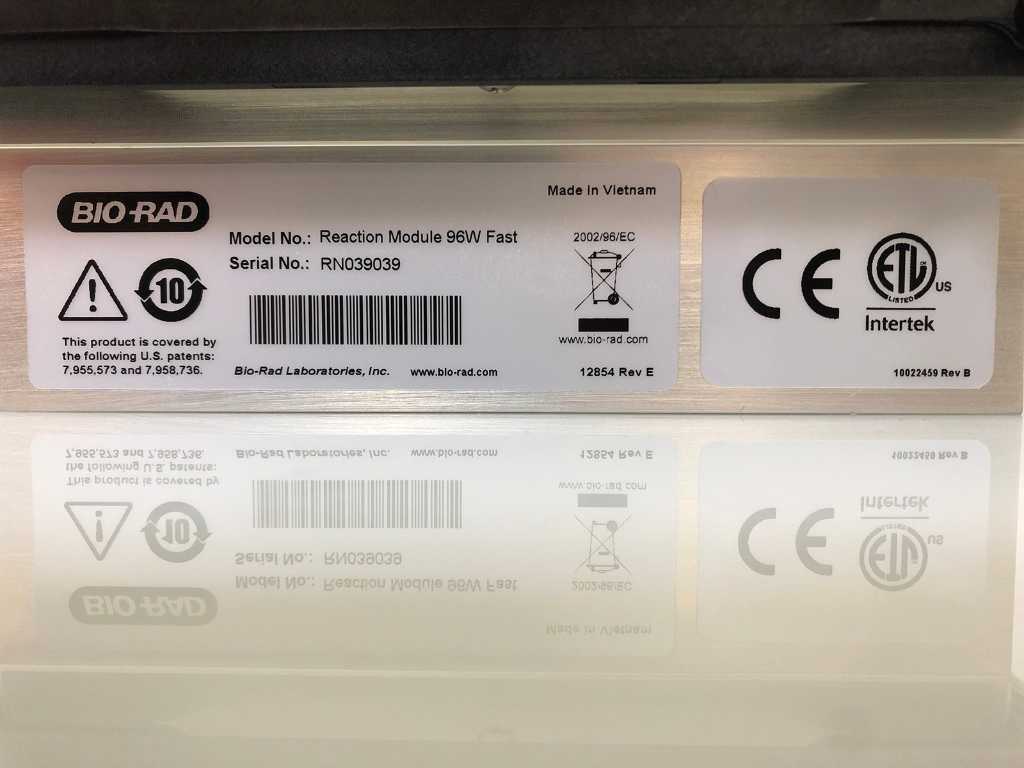 BIO-RAD
Made in Vietnam
Model No.: Reaction Module 96W Fast
Serial No.: RN039039
2002/96/EC
10
This product is covered by
the following U.S. patents:
7,955,573 and 7,958,736.
www.bio-rad.com
Bio-Rad Laboratories, Inc. www.bio-rad.com
12854 Rev E
CE
ETL
LISTED
US
Intertek
10022459 Rev B